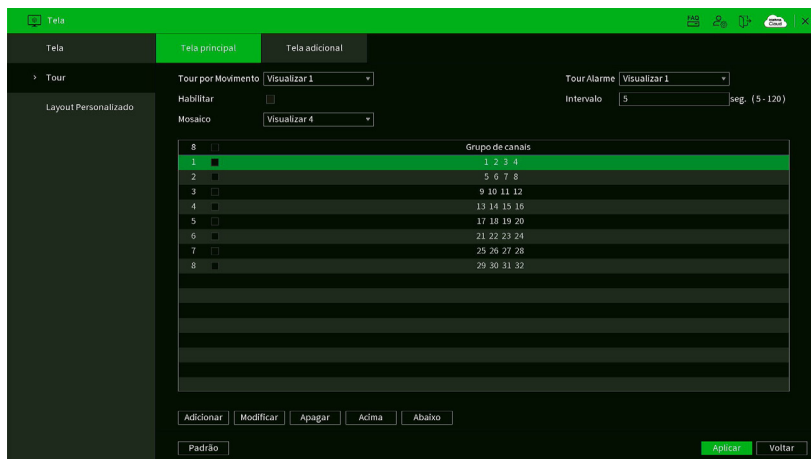 Tela
FAQ
Cloud
Tela
Tour
Layout Personalizado
Tela principal
Tela adicional
Tour por Movimento Visualizar 1
Tour Alarme Visualizar 1
Habilitar
Intervalo 5 seg. (5-120)
Mosaico Visualizar 4
8 Grupo de canais
1 1 2 3 4
2 5 6 7 8
3 9 10 11 12
4 13 14 15 16
5 17 18 19 20
6 21 22 23 24
7 25 26 27 28
8 29 30 31 32
Adicionar Modificar Apagar Acima Abaixo
Padrão Aplicar Voltar